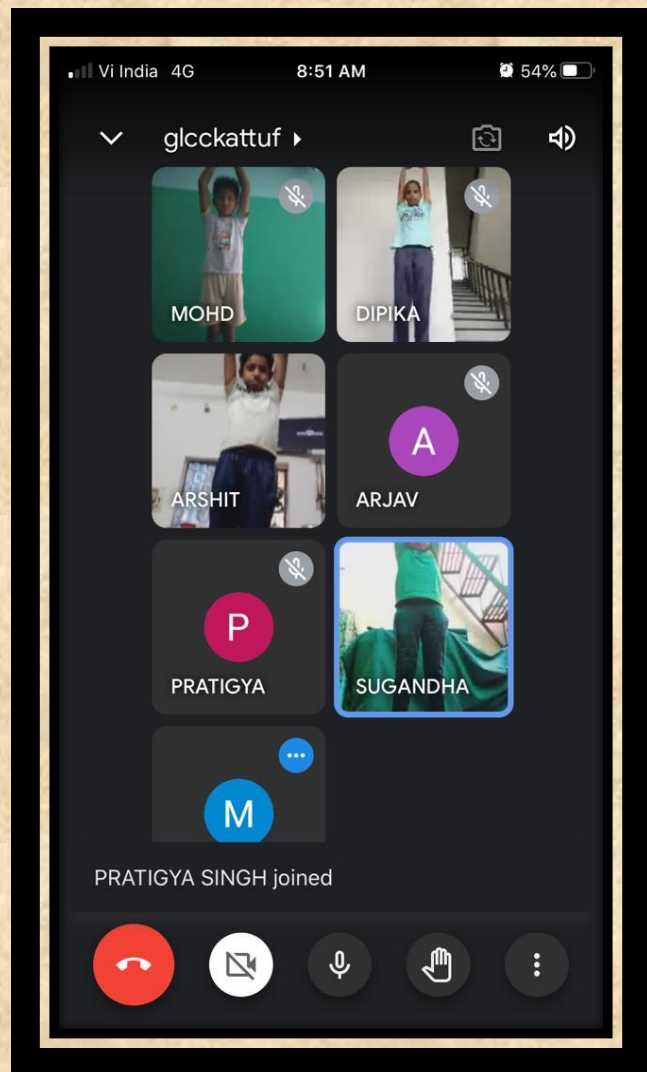 Vi India 4G 8:51 AM 54%
glcckattuf
MOHD DIPIKA
ARSHIT A ARJAV
P PRATIGYA SUGANDHA
M
PRATIGYA SINGH joined